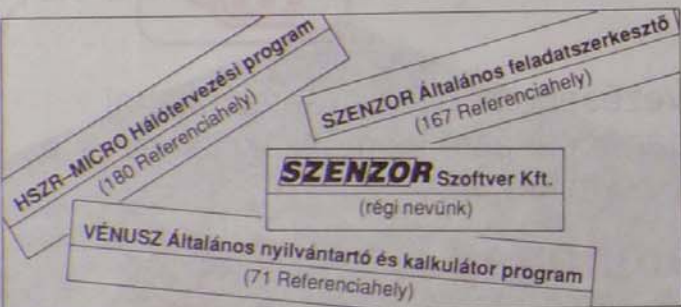 HSZR–MICRO Hálótervezési program
(180 Referenciahely)
SZENZOR Általános feladatszerkesztő
(167 Referenciahely)
SZENZOR Szoftver Kft.
(régi nevünk)
VÉNUSZ Általános nyilvántartó és kalkulátor program
(71 Referenciahely)